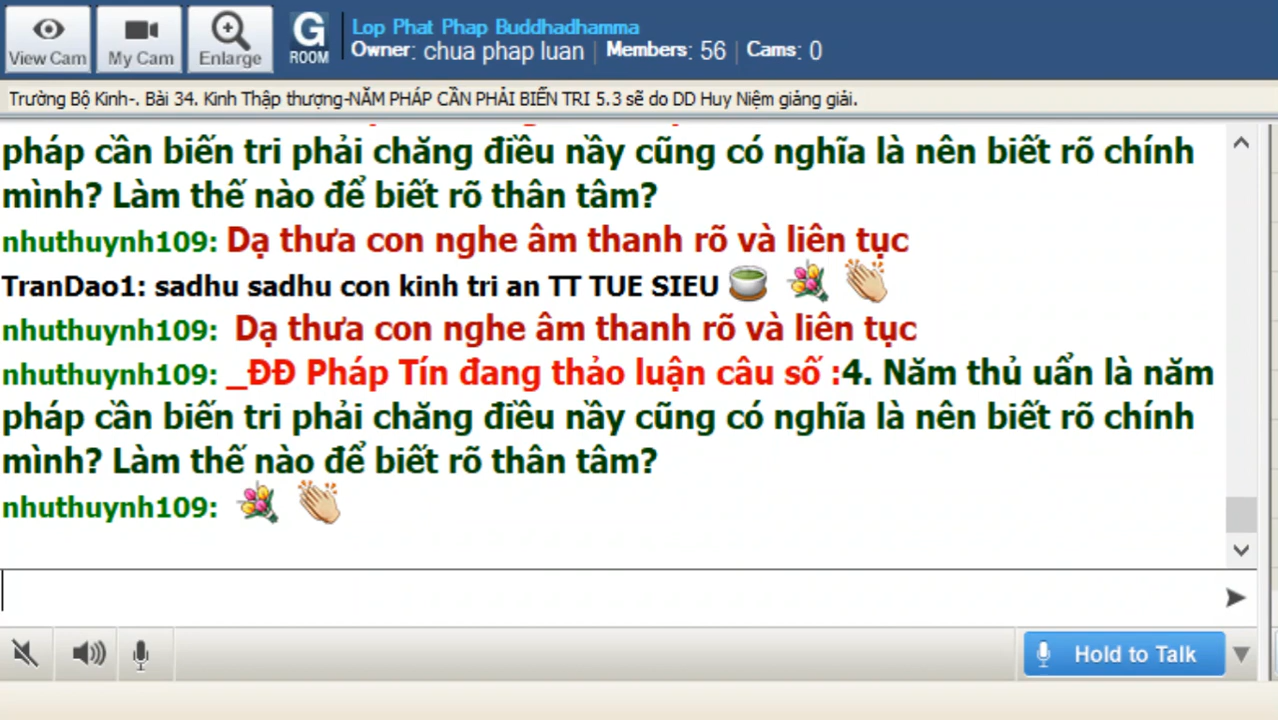 View Cam
My Cam
Enlarge
G
ROOM
Lop Phat Phap Buddhadhamma
Owner: chua phap luan | Members: 56 | Cams: 0
Trường Bộ Kinh-. Bài 34. Kinh Thập thượng-NĂM PHÁP CẦN PHẢI BIẾN TRI 5.3 sẽ do DD Huy Niệm giảng giải.
pháp cần biến tri phải chăng điều nầy cũng có nghĩa là nên biết rõ chính
mình? Làm thế nào để biết rõ thân tâm?
nhuthuynh109: Dạ thưa con nghe âm thanh rõ và liên tục
TranDao1: sadhu sadhu con kinh tri an TT TUE SIEU
nhuthuynh109: Dạ thưa con nghe âm thanh rõ và liên tục
nhuthuynh109: _ĐĐ Pháp Tín đang thảo luận câu số :4. Năm thủ uẩn là năm
pháp cần biến tri phải chăng điều nầy cũng có nghĩa là nên biết rõ chính
mình? Làm thế nào để biết rõ thân tâm?
nhuthuynh109:
Hold to Talk